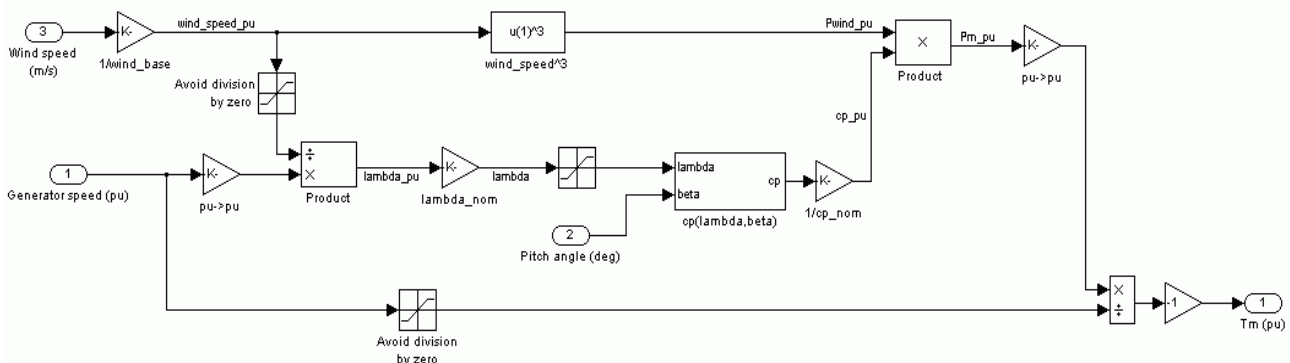 3
Wind speed
(m/s)
K-
1/wind_base
wind_speed_pu
Avoid division
by zero
u(1)^3
wind_speed^3
Pwind_pu
×
Product
Pm_pu
K-
pu->pu
1
Generator speed (pu)
K-
pu->pu
÷
×
Product
lambda_pu
K-
lambda_nom
lambda
lambda
beta
cp
cp(lambda,beta)
K-
1/cp_nom
cp_pu
2
Pitch angle (deg)
Avoid division
by zero
×
÷
-1
1
Tm (pu)